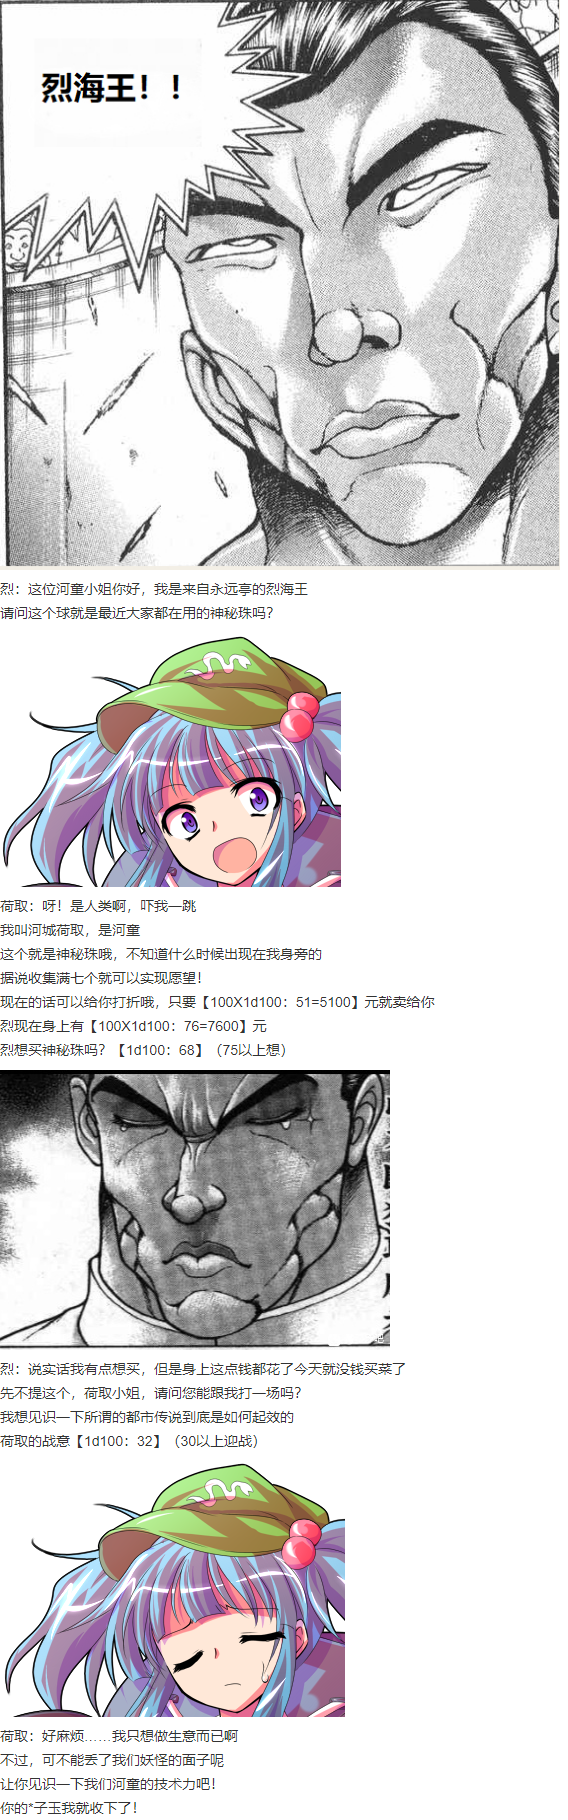 烈海王！！
烈：这位河童小姐你好，我是来自永远亭的烈海王
请问这个球就是最近大家都在用的神秘珠吗？
荷取：呀！是人类啊，吓我一跳
我叫河城荷取，是河童
这个就是神秘珠哦，不知道什么时候出现在我身旁的
据说收集满七个就可以实现愿望！
现在的话可以给你打折哦，只要【100X1d100：51=5100】元就卖给你
烈现在身上有【100X1d100：76=7600】元
烈想买神秘珠吗？【1d100：68】（75以上想）
烈：说实话我有点想买，但是身上这点钱都花了今天就没钱买菜了
先不提这个，荷取小姐，请问您能跟我打一场吗？
我想见识一下所谓的都市传说到底是如何起效的
荷取的战意【1d100：32】（30以上迎战）
荷取：好麻烦……我只想做生意而已啊
不过，可不能丢了我们妖怪的面子呢
让你见识一下我们河童的技术力吧！
你的*子玉我就收下了！